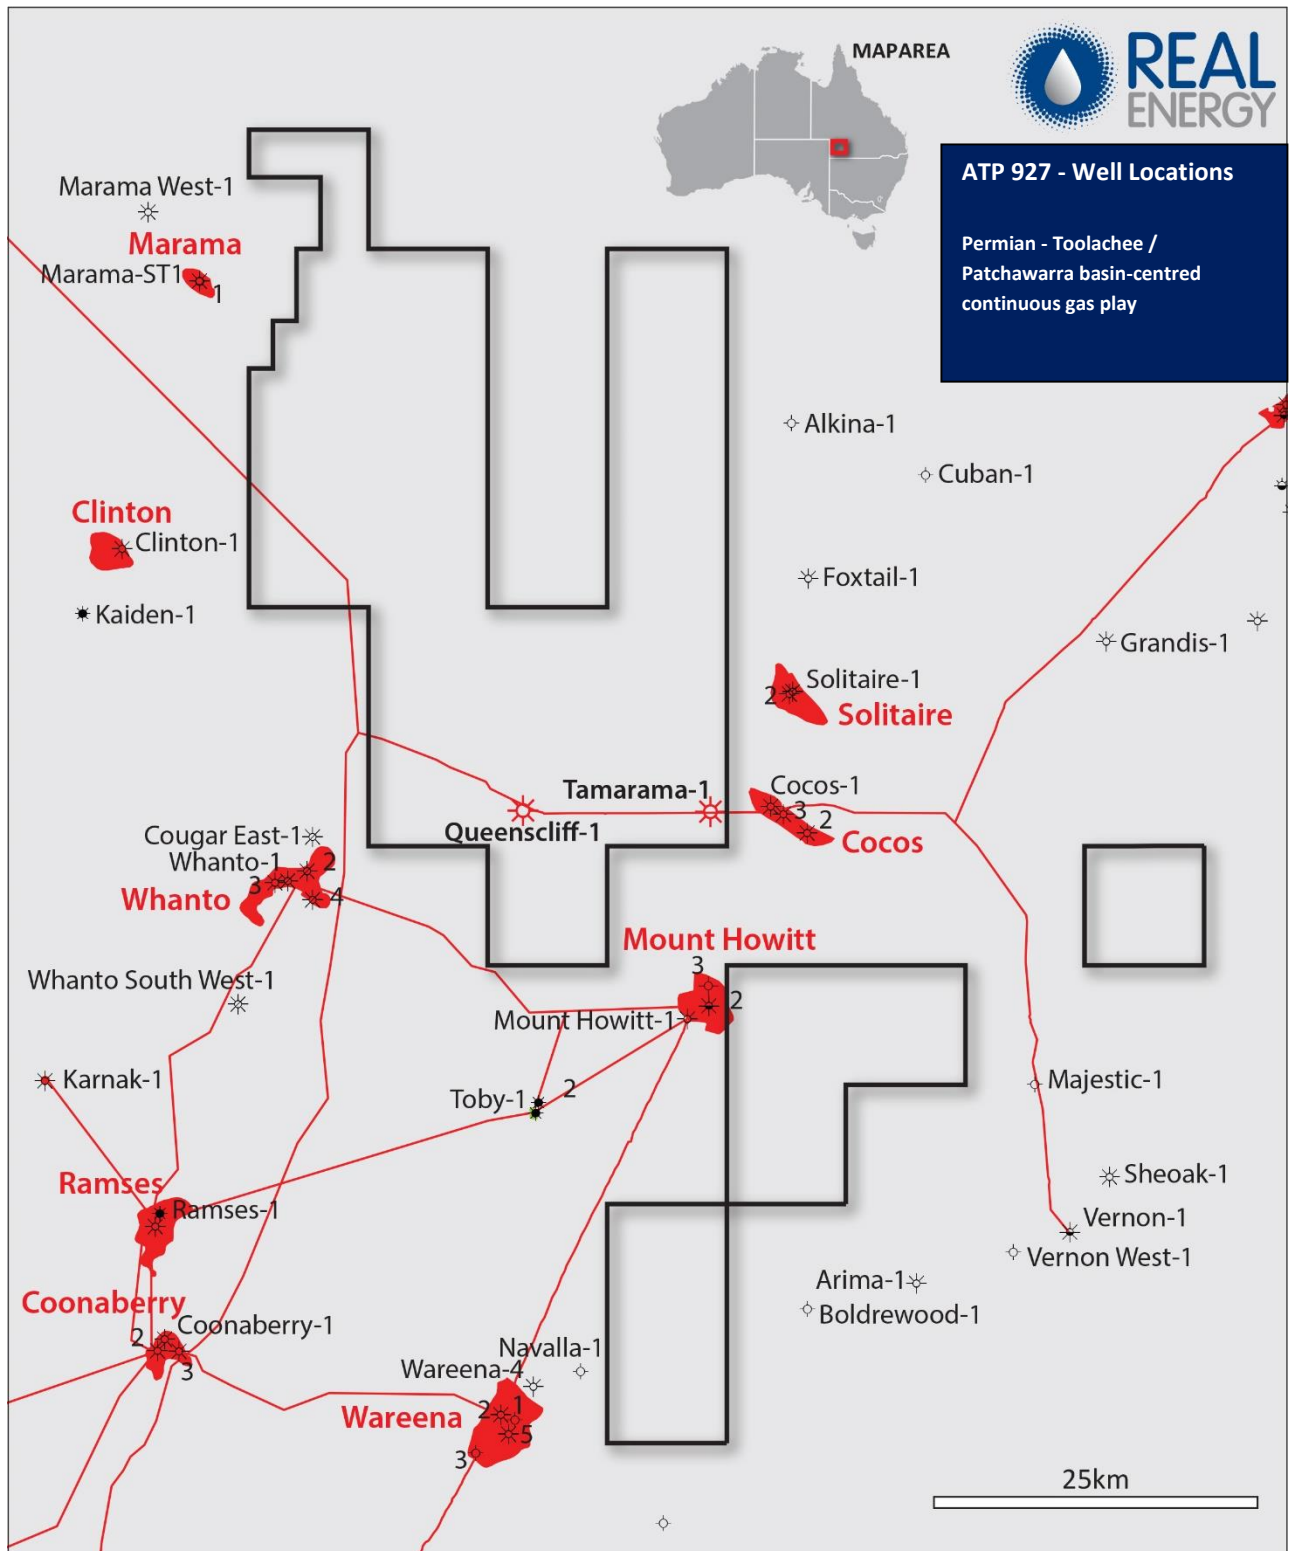 MAPAREA
REAL
ENERGY
ATP 927 - Well Locations
Permian - Toolachee /
Patchawarra basin-centred
continuous gas play
Marama West-1
Marama
Marama-ST1
1
Alkina-1
Cuban-1
Clinton
Clinton-1
Foxtail-1
Kaiden-1
Grandis-1
Solitaire-1
2
Solitaire
Tamarama-1
Cocos-1
3
2
Queenscliff-1
Cocos
Cougar East-1
Whanto-1
2
3
4
Whanto
Mount Howitt
3
Whanto South West-1
2
Mount Howitt-1
Karnak-1
Toby-1
2
Majestic-1
Ramses
Sheoak-1
Ramses-1
Vernon-1
Vernon West-1
Arima-1
Coonaberry
Boldrewood-1
Coonaberry-1
2
3
Navalla-1
Wareena-4
2
1
Wareena
5
3
25km